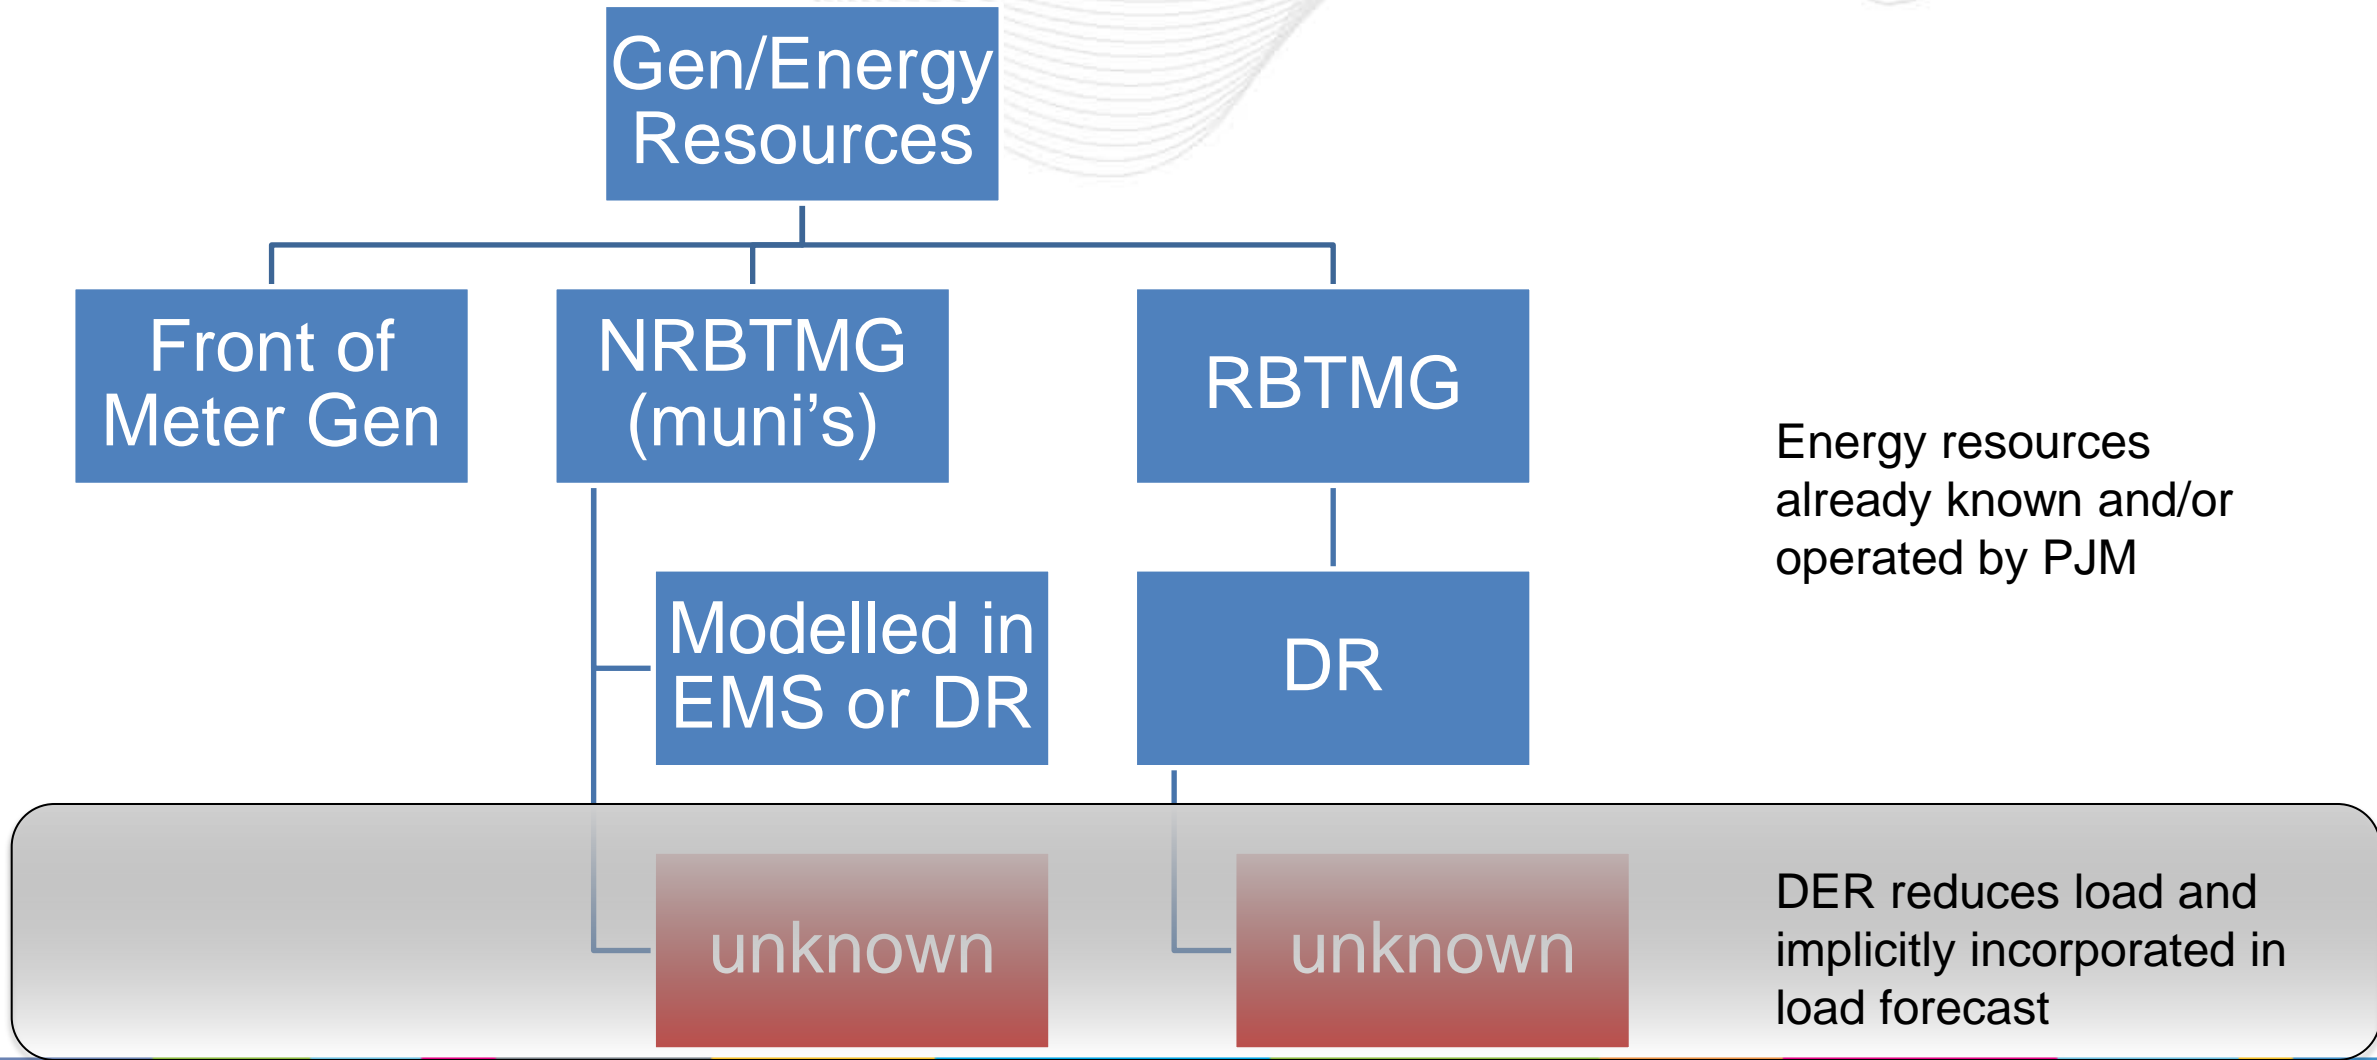 Gen/Energy
Resources
Front of
Meter Gen
NRBTMG
(muni’s)
RBTMG
Energy resources
already known and/or
operated by PJM
Modelled in
EMS or DR
DR
unknown
unknown
DER reduces load and
implicitly incorporated in
load forecast